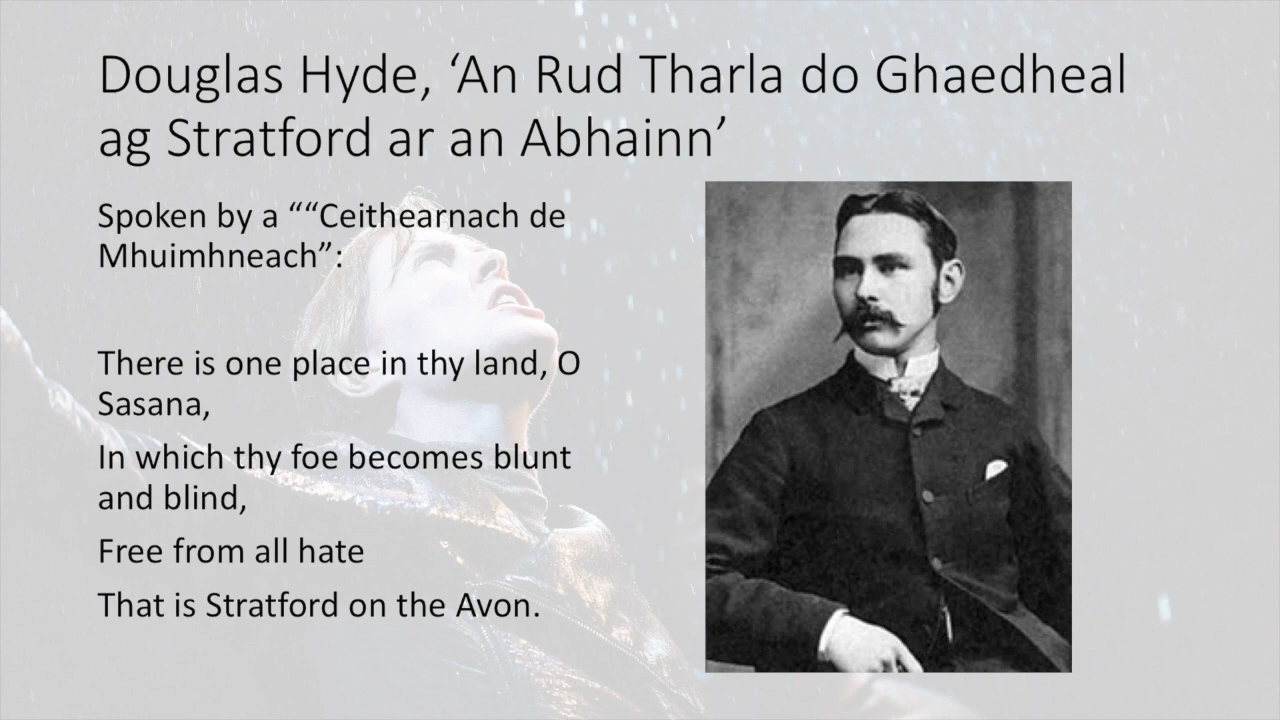 Douglas Hyde, ‘An Rud Tharla do Ghaedheal
ag Stratford ar an Abhainn’
Spoken by a ““Ceithearnach de
Mhuimhneach”:
There is one place in thy land, O
Sasana,
In which thy foe becomes blunt
and blind,
Free from all hate
That is Stratford on the Avon.